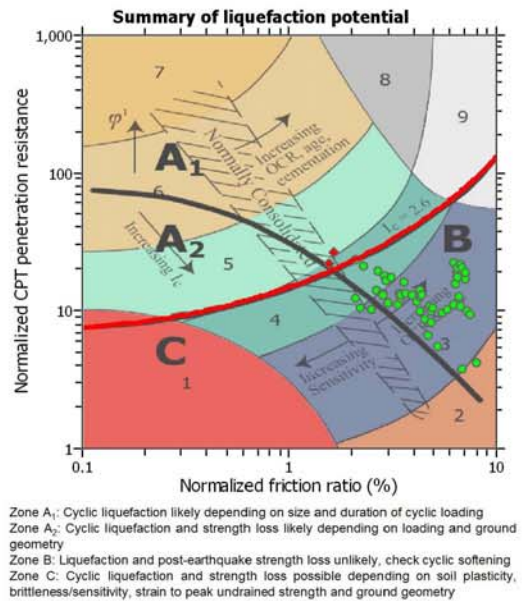 Summary of liquefaction potential
1,000
100
10
1
Normalized CPT penetration resistance
7
8
9
φ'
A1
Normally Consolidated
Increasing
OCR, age,
cementation
6
A2
Increasing Ic
5
Ic = 2.6
B
4
C
1
Increasing
Sensitivity
3
2
0.1
1
10
Normalized friction ratio (%)
Zone A1: Cyclic liquefaction likely depending on size and duration of cyclic loading
Zone A2: Cyclic liquefaction and strength loss likely depending on loading and ground
geometry
Zone B: Liquefaction and post-earthquake strength loss unlikely, check cyclic softening
Zone C: Cyclic liquefaction and strength loss possible depending on soil plasticity,
brittleness/sensitivity, strain to peak undrained strength and ground geometry